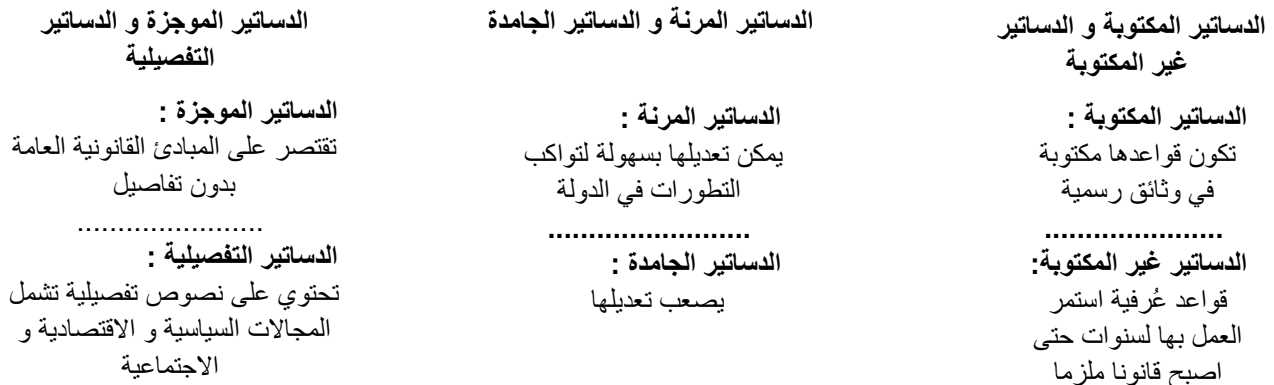 الدساتير المكتوبة و الدساتير
غير المكتوبة
الدساتير المكتوبة :
تكون قواعدها مكتوبة
في وثائق رسمية
......................
الدساتير غير المكتوبة:
قواعد عُرفية استمر
العمل بها لسنوات حتى
اصبح قانونا ملزما
الدساتير المرنة و الدساتير الجامدة
الدساتير المرنة :
يمكن تعديلها بسهولة لتواكب
التطورات في الدولة
.........................
الدساتير الجامدة :
يصعب تعديلها
الدساتير الموجزة و الدساتير
التفصيلية
الدساتير الموجزة :
تقتصر على المبادئ القانونية العامة
بدون تفاصيل
.......................
الدساتير التفصيلية :
تحتوي على نصوص تفصيلية تشمل
المجالات السياسية و الاقتصادية و
الاجتماعية